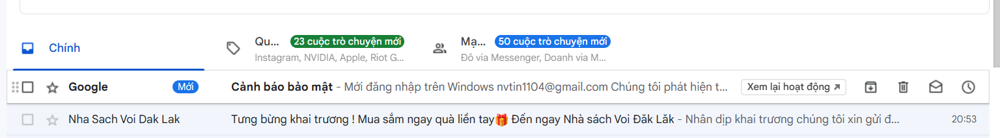 Chính
Qu... 23 cuộc trò chuyện mới
Instagram, NVIDIA, Apple, Riot G...
Mạ... 50 cuộc trò chuyện mới
Đô via Messenger, Doanh via M...
Google Mới Cảnh báo bảo mật - Mới đăng nhập trên Windows nvtin1104@gmail.com Chúng tôi phát hiện t... Xem lại hoạt động
Nha Sach Voi Dak Lak Tưng bừng khai trương ! Mua sắm ngay quà liền tay🎁 Đến ngay Nhà sách Voi Đăk Lăk - Nhân dịp khai trương chúng tôi xin gửi đ... 20:53